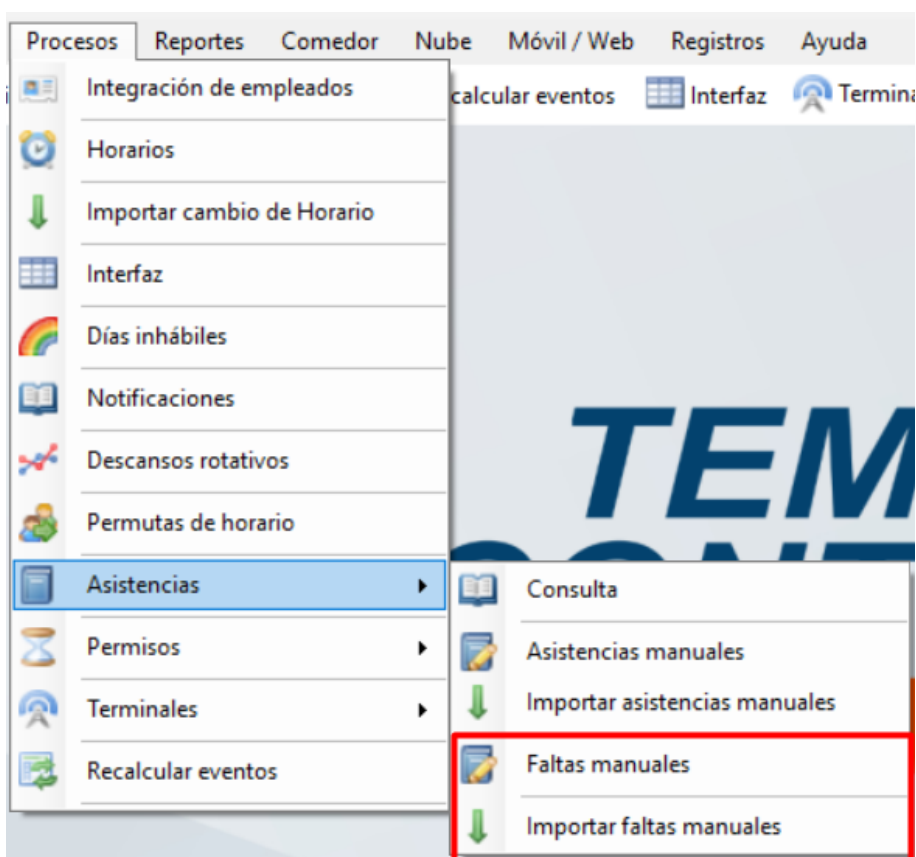 Procesos Reportes Comedor Nube Móvil / Web Registros Ayuda
Integración de empleados
calcular eventos Interfaz Termina
Horarios
Importar cambio de Horario
Interfaz
Días inhábiles
Notificaciones
Descansos rotativos
Permutas de horario
Asistencias
Permisos
Terminales
Recalcular eventos
TEM
CONT
Consulta
Asistencias manuales
Importar asistencias manuales
Faltas manuales
Importar faltas manuales